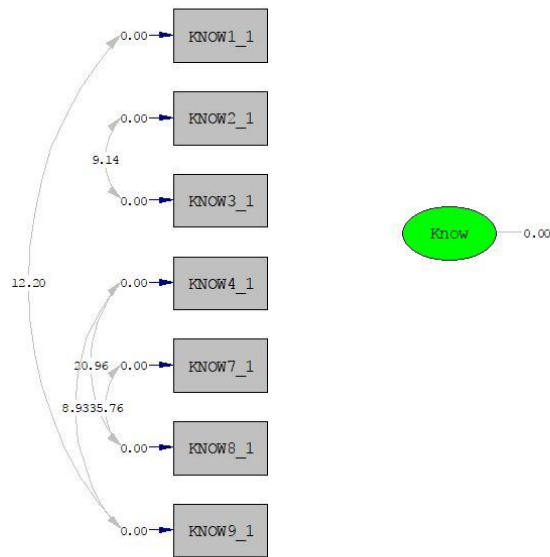 0.00 KNOW1_1
0.00 KNOW2_1
9.14
0.00 KNOW3_1
Know 0.00
12.20
0.00 KNOW4_1
20.96
0.00 KNOW7_1
8.93 35.76
0.00 KNOW8_1
0.00 KNOW9_1